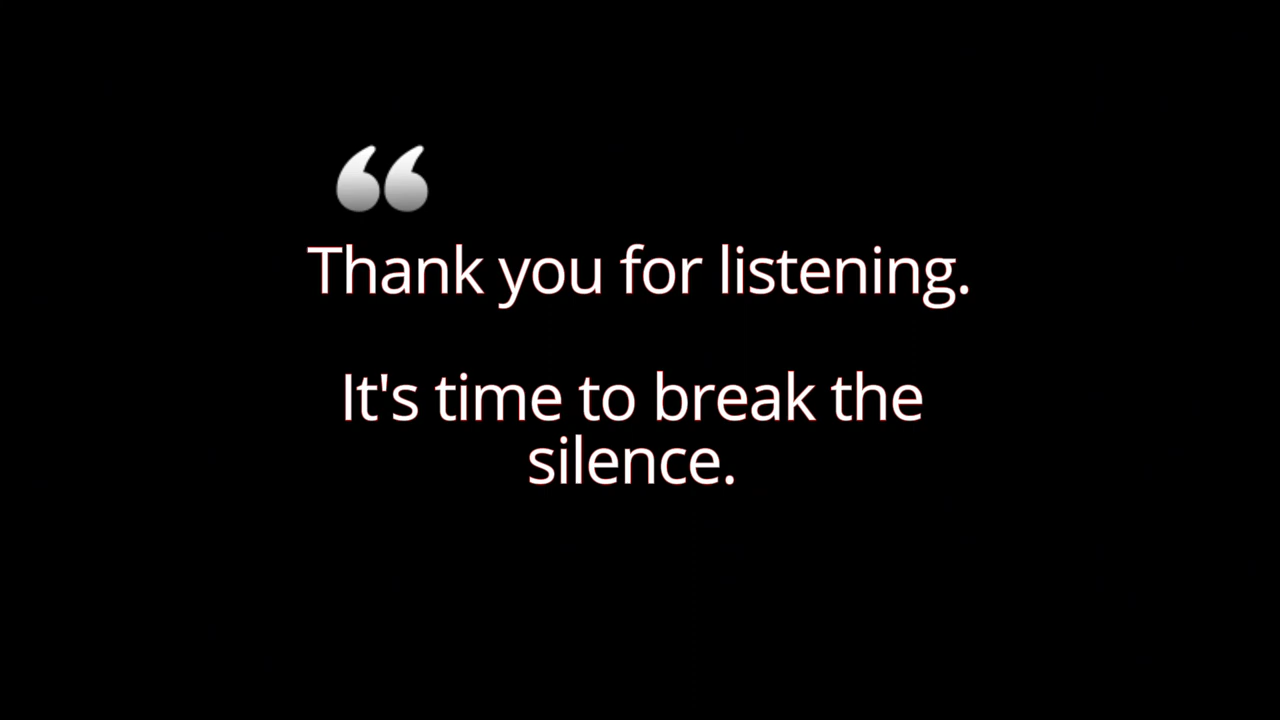 “
Thank you for listening.
It's time to break the
silence.